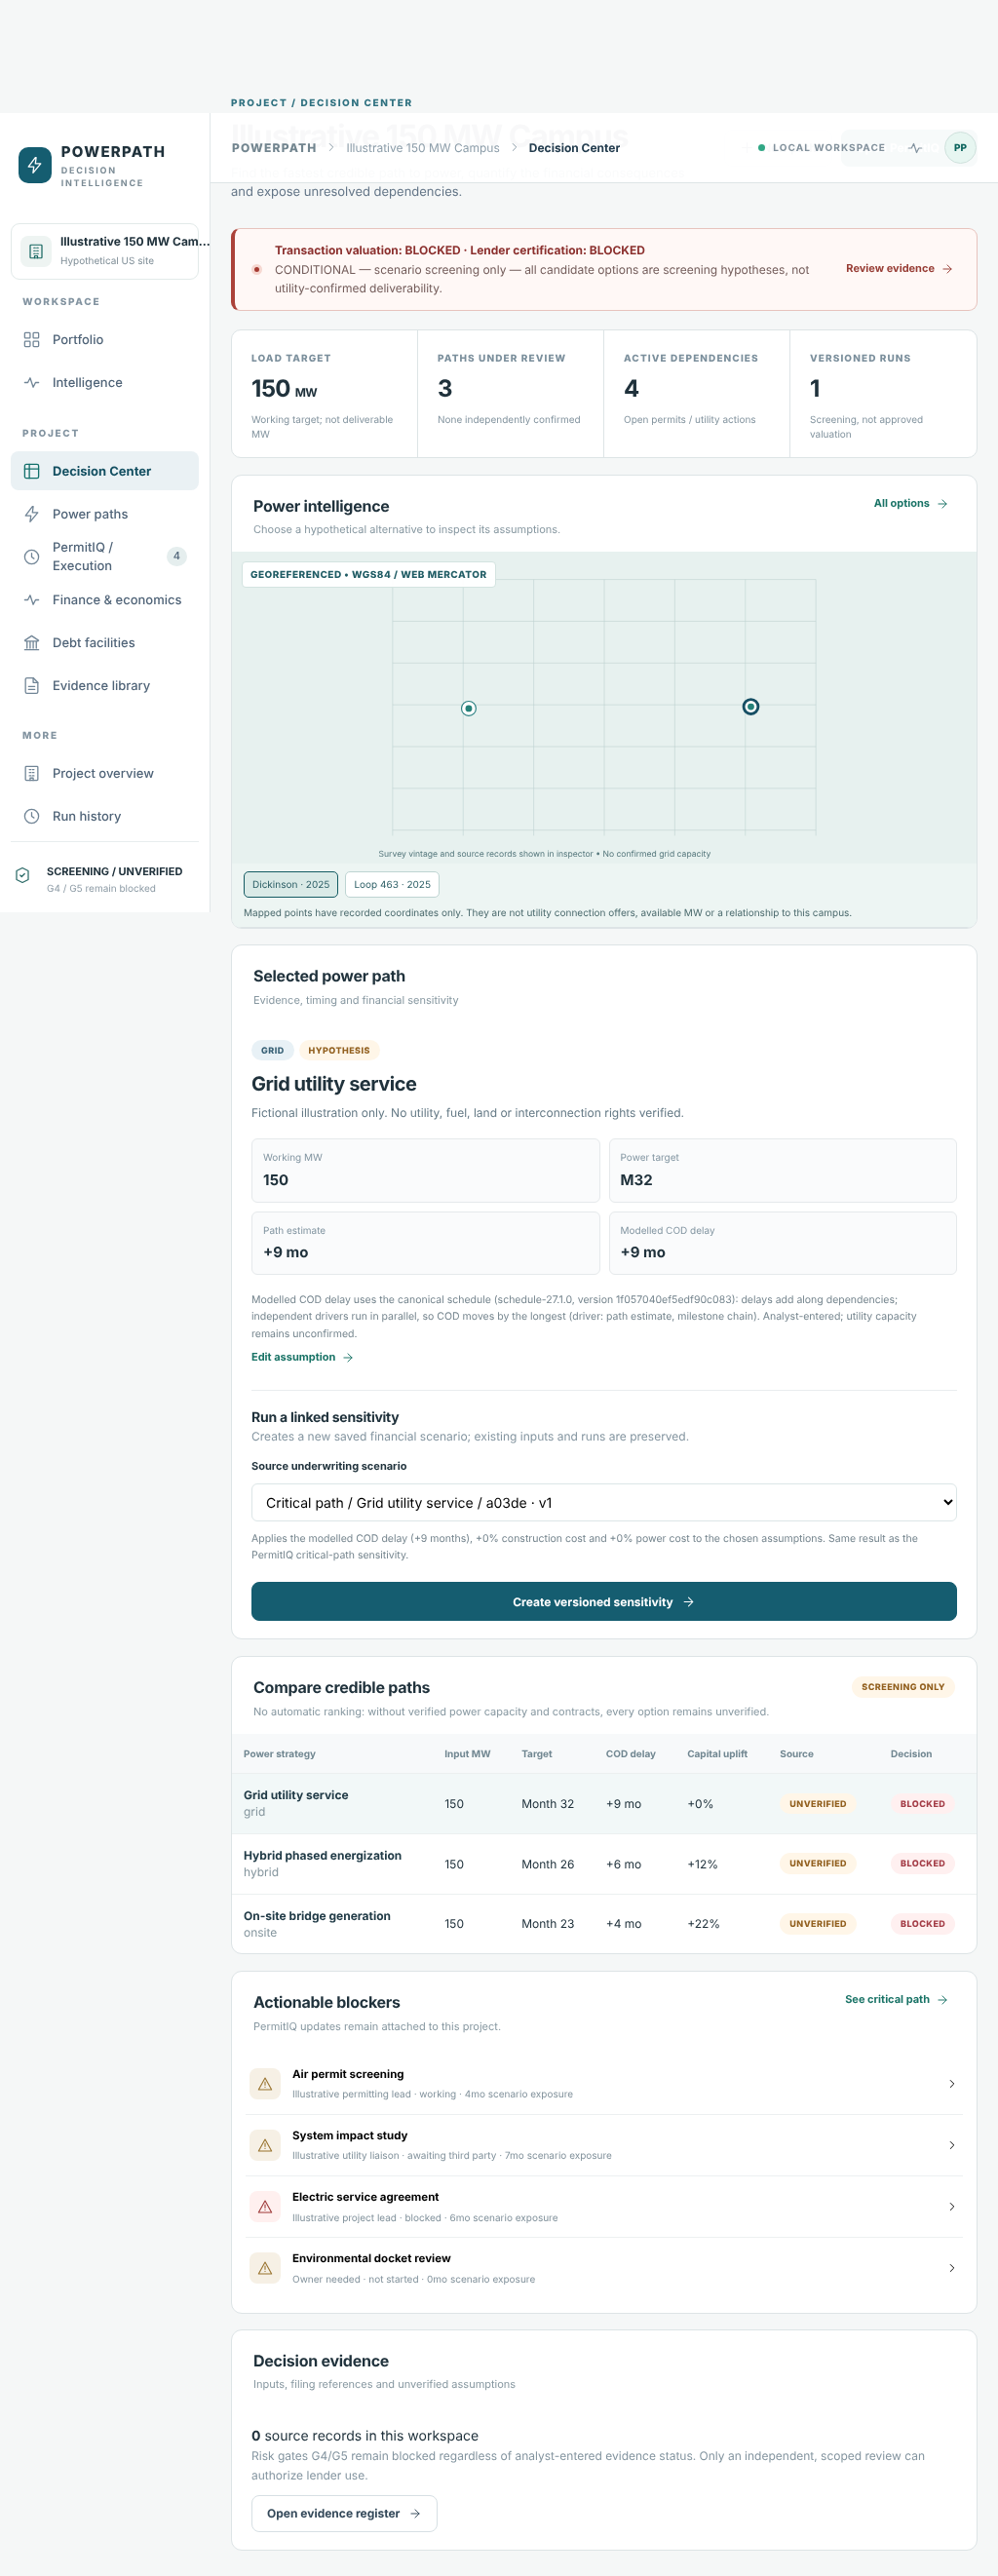 PROJECT / DECISION CENTER
Illustrative 150 MW Campus
POWERPATH
DECISION
INTELLIGENCE
POWERPATH > Illustrative 150 MW Campus > Decision Center
LOCAL WORKSPACE
PP
and expose unresolved dependencies.
Illustrative 150 MW Cam...
Hypothetical US site
WORKSPACE
Portfolio
Intelligence
PROJECT
Decision Center
Power paths
PermitIQ /
Execution
4
Finance & economics
Debt facilities
Evidence library
MORE
Project overview
Run history
SCREENING / UNVERIFIED
G4 / G5 remain blocked
Transaction valuation: BLOCKED · Lender certification: BLOCKED
CONDITIONAL — scenario screening only — all candidate options are screening hypotheses, not
utility-confirmed deliverability.
Review evidence →
LOAD TARGET
150 MW
Working target; not deliverable
MW
PATHS UNDER REVIEW
3
None independently confirmed
ACTIVE DEPENDENCIES
4
Open permits / utility actions
VERSIONED RUNS
1
Screening, not approved
valuation
Power intelligence
All options →
Choose a hypothetical alternative to inspect its assumptions.
GEOREFERENCED • WGS84 / WEB MERCATOR
Survey vintage and source records shown in inspector • No confirmed grid capacity
Dickinson · 2025
Loop 463 · 2025
Mapped points have recorded coordinates only. They are not utility connection offers, available MW or a relationship to this campus.
Selected power path
Evidence, timing and financial sensitivity
GRID
HYPOTHESIS
Grid utility service
Fictional illustration only. No utility, fuel, land or interconnection rights verified.
Working MW
150
Power target
M32
Path estimate
+9 mo
Modelled COD delay
+9 mo
Modelled COD delay uses the canonical schedule (schedule-27.1.0, version 1f057040ef5edf90c083): delays add along dependencies;
independent drivers run in parallel, so COD moves by the longest (driver: path estimate, milestone chain). Analyst-entered; utility capacity
remains unconfirmed.
Edit assumption →
Run a linked sensitivity
Creates a new saved financial scenario; existing inputs and runs are preserved.
Source underwriting scenario
Critical path / Grid utility service / a03de · v1
Applies the modelled COD delay (+9 months), +0% construction cost and +0% power cost to the chosen assumptions. Same result as the
PermitIQ critical-path sensitivity.
Create versioned sensitivity →
Compare credible paths
SCREENING ONLY
No automatic ranking: without verified power capacity and contracts, every option remains unverified.
Power strategy Input MW Target COD delay Capital uplift Source Decision
Grid utility service
grid
150 Month 32 +9 mo +0% UNVERIFIED BLOCKED
Hybrid phased energization
hybrid
150 Month 26 +6 mo +12% UNVERIFIED BLOCKED
On-site bridge generation
onsite
150 Month 23 +4 mo +22% UNVERIFIED BLOCKED
Actionable blockers
See critical path →
PermitIQ updates remain attached to this project.
Air permit screening
Illustrative permitting lead · working · 4mo scenario exposure
System impact study
Illustrative utility liaison · awaiting third party · 7mo scenario exposure
Electric service agreement
Illustrative project lead · blocked · 6mo scenario exposure
Environmental docket review
Owner needed · not started · 0mo scenario exposure
Decision evidence
Inputs, filing references and unverified assumptions
0 source records in this workspace
Risk gates G4/G5 remain blocked regardless of analyst-entered evidence status. Only an independent, scoped review can
authorize lender use.
Open evidence register →